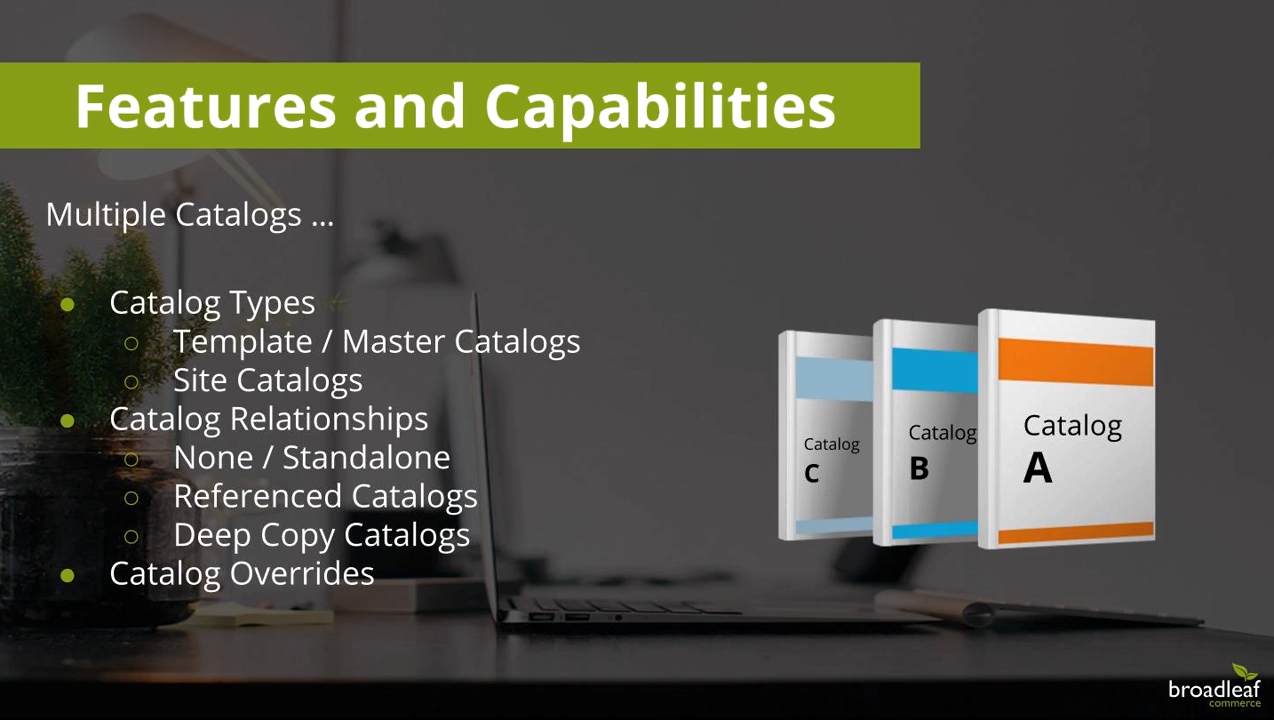 Features and Capabilities
Multiple Catalogs ...
● Catalog Types
○ Template / Master Catalogs
○ Site Catalogs
● Catalog Relationships
○ None / Standalone
○ Referenced Catalogs
○ Deep Copy Catalogs
● Catalog Overrides
Catalog
C
Catalog
B
Catalog
A
broadleaf
commerce